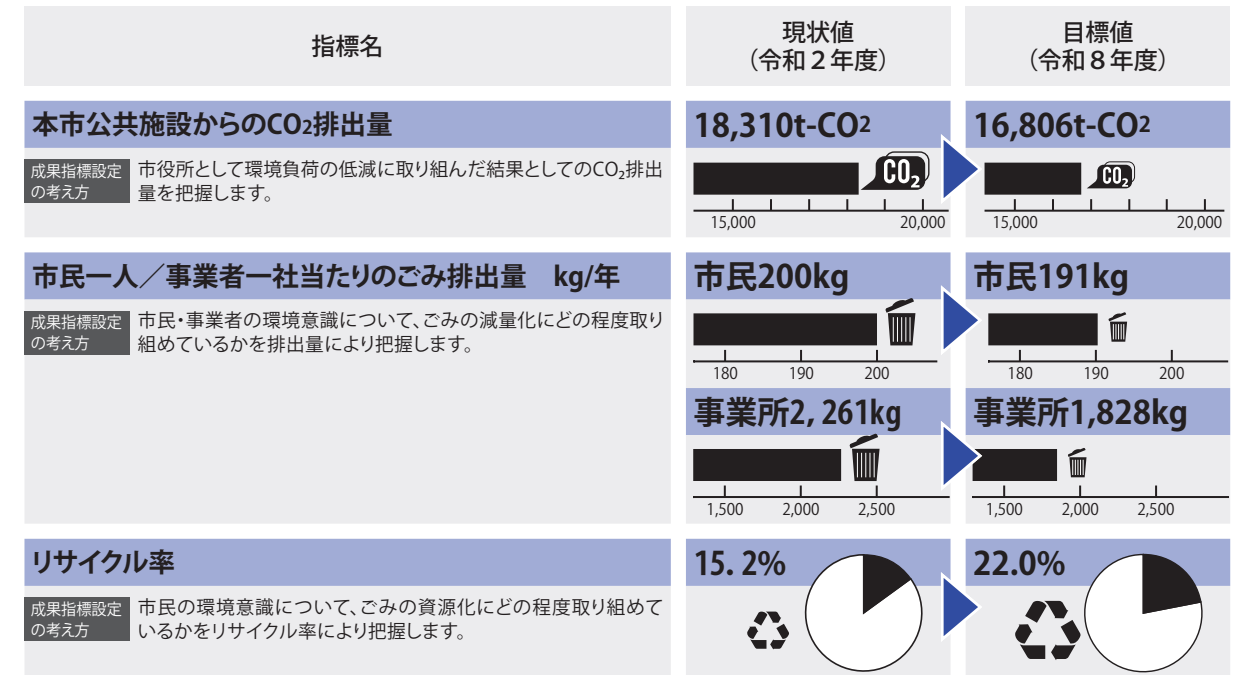 指標名
現状値
（令和２年度）
目標値
（令和８年度）
本市公共施設からのCO₂排出量
18,310t-CO2
16,806t-CO2
成果指標設定
の考え方
市役所として環境負荷の低減に取り組んだ結果としてのCO₂排出
量を把握します。
CO₂
15,000 20,000
CO₂
15,000 20,000
市民一人／事業者一社当たりのごみ排出量　kg/年
市民200kg
市民191kg
成果指標設定
の考え方
市民・事業者の環境意識について、ごみの減量化にどの程度取り
組めているかを排出量により把握します。
180 190 200
180 190 200
事業所2, 261kg
事業所1,828kg
1,500 2,000 2,500
1,500 2,000 2,500
リサイクル率
15. 2%
22.0%
成果指標設定
の考え方
市民の環境意識について、ごみの資源化にどの程度取り組めて
いるかをリサイクル率により把握します。